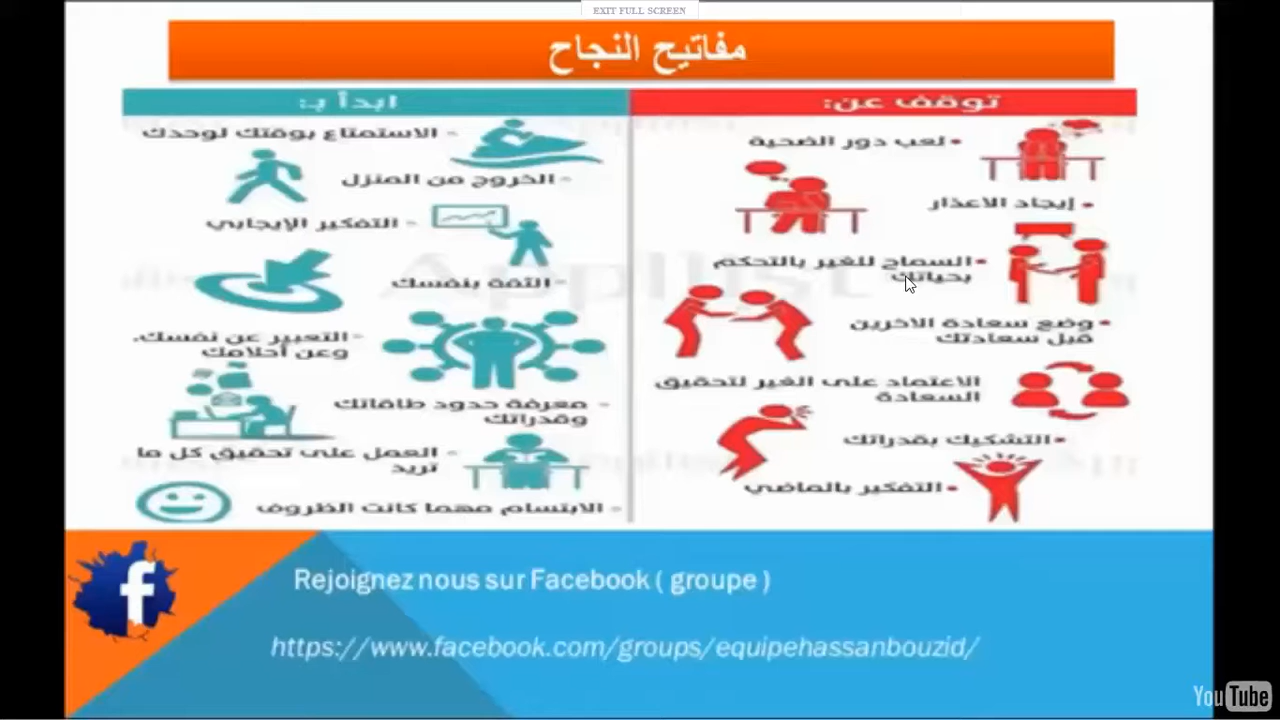 EXIT FULL SCREEN
مفاتيح النجاح
توقف عن:
• لعب دور الضحية
• إيجاد الاعذار
• السماح للغير بالتحكم
بحياتك
• وضع سعادة الاخرين
قبل سعادتك
الاعتماد على الغير لتحقيق
السعادة
• التشكيك بقدراتك
• التفكير بالماضي
ابدأ بـ:
- الاستمتاع بوقتك لوحدك
- الخروج من المنزل
- التفكير الإيجابي
- الثقة بنفسك
- التعبير عن نفسك،
وعن أحلامك
- معرفة حدود طاقاتك
وقدراتك
- العمل على تحقيق كل ما
تريد
- الابتسام مهما كانت الظروف
Rejoignez nous sur Facebook ( groupe )
https://www.facebook.com/groups/equipehassanbouzid/
YouTube